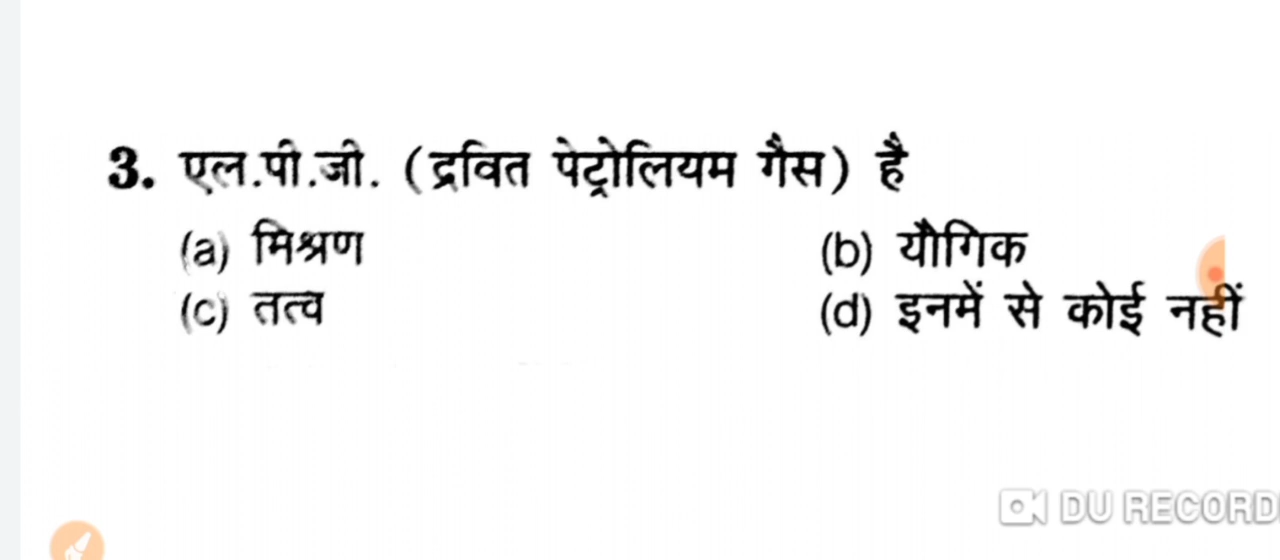 3. एल.पी.जी. (द्रवित पेट्रोलियम गैस) है
(a) मिश्रण (b) यौगिक
(c) तत्व (d) इनमें से कोई नहीं
DU RECORD